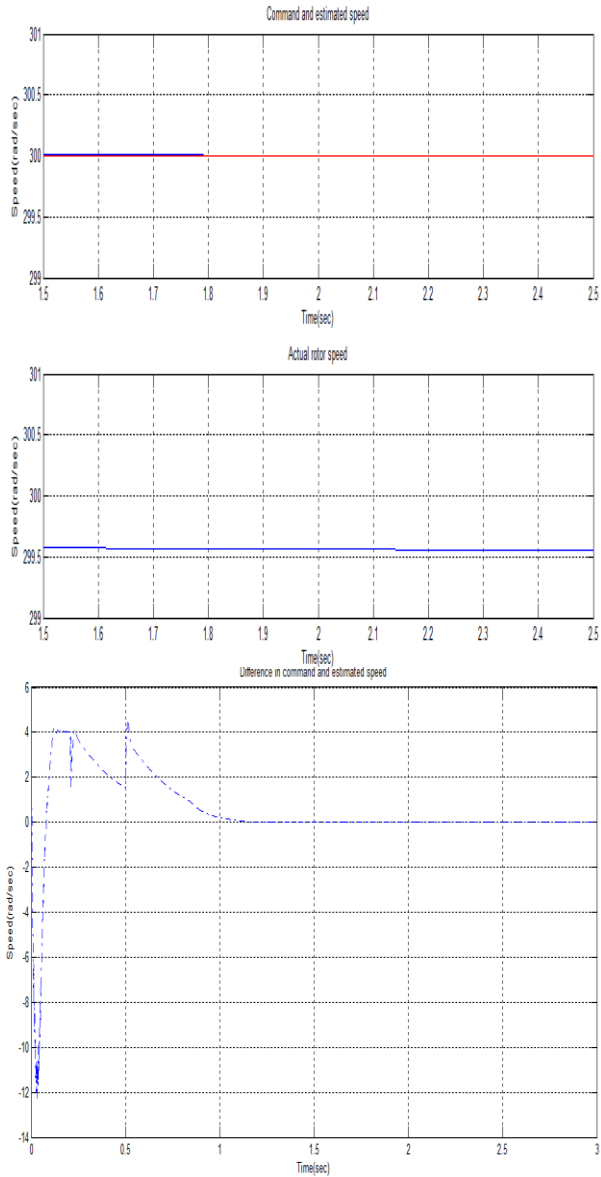 Command and estimated speed
301
300.5
300
299.5
299
Speed(rad/sec)
1.5 1.6 1.7 1.8 1.9 2 2.1 2.2 2.3 2.4 2.5
Time(sec)
Actual rotor speed
301
300.5
300
299.5
299
Speed(rad/sec)
1.5 1.6 1.7 1.8 1.9 2 2.1 2.2 2.3 2.4 2.5
Time(sec)
Difference in command and estimated speed
6
4
2
0
-2
-4
-6
-8
-10
-12
-14
Speed(rad/sec)
0 0.5 1 1.5 2 2.5 3
Time(sec)